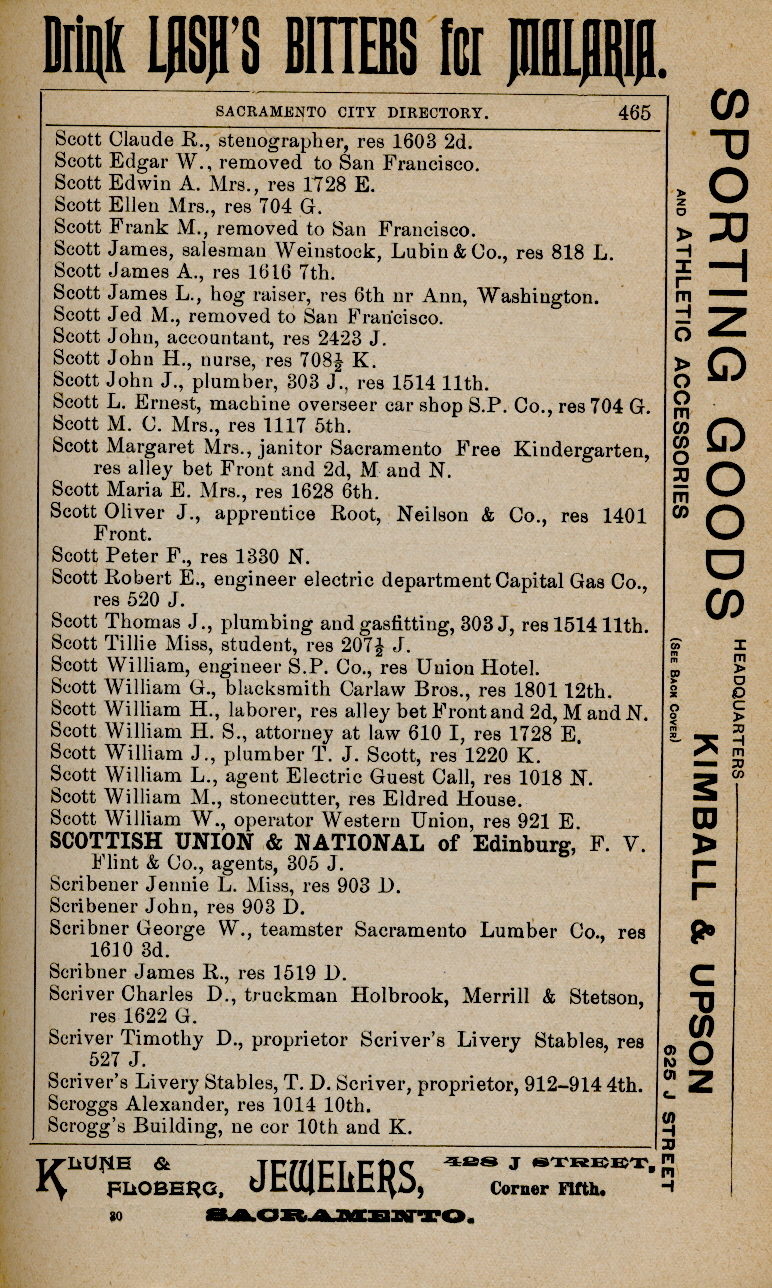 Drink LASH'S BITTERS for MALARIA.
SACRAMENTO CITY DIRECTORY. 465
Scott Claude R., stenographer, res 1603 2d.
Scott Edgar W., removed to San Francisco.
Scott Edwin A. Mrs., res 1728 E.
Scott Ellen Mrs., res 704 G.
Scott Frank M., removed to San Francisco.
Scott James, salesman Weinstock, Lubin & Co., res 818 L.
Scott James A., res 1616 7th.
Scott James L., hog raiser, res 6th nr Ann, Washington.
Scott Jed M., removed to San Francisco.
Scott John, accountant, res 2423 J.
Scott John H., nurse, res 708½ K.
Scott John J., plumber, 303 J., res 1514 11th.
Scott L. Ernest, machine overseer car shop S.P. Co., res 704 G.
Scott M. C. Mrs., res 1117 5th.
Scott Margaret Mrs., janitor Sacramento Free Kindergarten,
res alley bet Front and 2d, M and N.
Scott Maria E. Mrs., res 1628 6th.
Scott Oliver J., apprentice Root, Neilson & Co., res 1401
Front.
Scott Peter F., res 1330 N.
Scott Robert E., engineer electric department Capital Gas Co.,
res 520 J.
Scott Thomas J., plumbing and gasfitting, 303 J, res 1514 11th.
Scott Tillie Miss, student, res 207½ J.
Scott William, engineer S.P. Co., res Union Hotel.
Scott William G., blacksmith Carlaw Bros., res 1801 12th.
Scott William H., laborer, res alley bet Front and 2d, M and N.
Scott William H. S., attorney at law 610 I, res 1728 E.
Scott William J., plumber T. J. Scott, res 1220 K.
Scott William L., agent Electric Guest Call, res 1018 N.
Scott William M., stonecutter, res Eldred House.
Scott William W., operator Western Union, res 921 E.
SCOTTISH UNION & NATIONAL of Edinburg, F. V.
Flint & Co., agents, 305 J.
Scribener Jennie L. Miss, res 903 D.
Scribener John, res 903 D.
Scribner George W., teamster Sacramento Lumber Co., res
1610 3d.
Scribner James R., res 1519 D.
Scriver Charles D., truckman Holbrook, Merrill & Stetson,
res 1622 G.
Scriver Timothy D., proprietor Scriver's Livery Stables, res
527 J.
Scriver's Livery Stables, T. D. Scriver, proprietor, 912–914 4th.
Scroggs Alexander, res 1014 10th.
Scrogg's Building, ne cor 10th and K.
SPORTING GOODS
AND ATHLETIC ACCESSORIES
HEADQUARTERS
(SEE BACK COVER)
KIMBALL & UPSON
625 J STREET
KLUNE &
FLOBERG,
JEWELERS,
428 J STREET,
Corner Fifth.
30
SACRAMENTO.